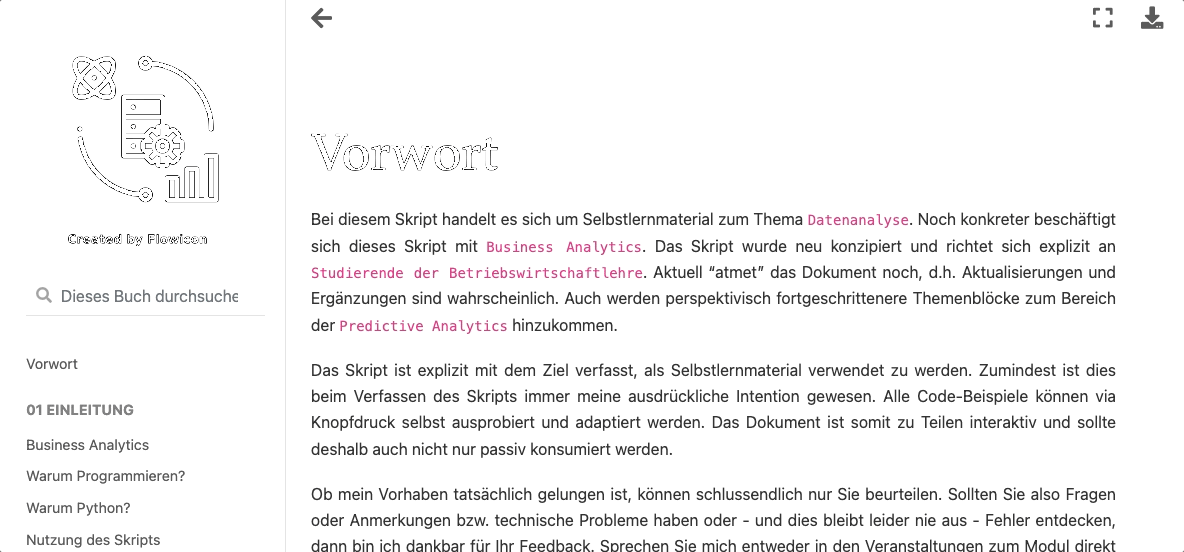 Created by Flowicon
Dieses Buch durchsuche
Vorwort
01 EINLEITUNG
Business Analytics
Warum Programmieren?
Warum Python?
Nutzung des Skripts
Vorwort
Bei diesem Skript handelt es sich um Selbstlernmaterial zum Thema Datenanalyse. Noch konkreter beschäftigt
sich dieses Skript mit Business Analytics. Das Skript wurde neu konzipiert und richtet sich explizit an
Studierende der Betriebswirtschaftlehre. Aktuell “atmet” das Dokument noch, d.h. Aktualisierungen und
Ergänzungen sind wahrscheinlich. Auch werden perspektivisch fortgeschrittenere Themenblöcke zum Bereich
der Predictive Analytics hinzukommen.
Das Skript ist explizit mit dem Ziel verfasst, als Selbstlernmaterial verwendet zu werden. Zumindest ist dies
beim Verfassen des Skripts immer meine ausdrückliche Intention gewesen. Alle Code-Beispiele können via
Knopfdruck selbst ausprobiert und adaptiert werden. Das Dokument ist somit zu Teilen interaktiv und sollte
deshalb auch nicht nur passiv konsumiert werden.
Ob mein Vorhaben tatsächlich gelungen ist, können schlussendlich nur Sie beurteilen. Sollten Sie also Fragen
oder Anmerkungen bzw. technische Probleme haben oder - und dies bleibt leider nie aus - Fehler entdecken,
dann bin ich dankbar für Ihr Feedback. Sprechen Sie mich entweder in den Veranstaltungen zum Modul direkt